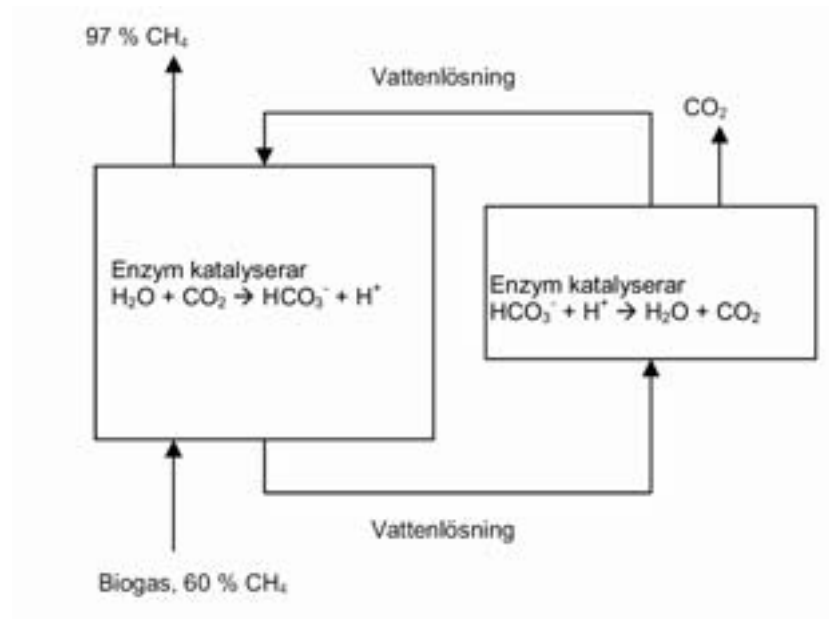 97 % CH₄
Vattenlösning
CO₂
Enzym katalyserar
H₂O + CO₂ → HCO₃⁻ + H⁺
Enzym katalyserar
HCO₃⁻ + H⁺ → H₂O + CO₂
Vattenlösning
Biogas, 60 % CH₄